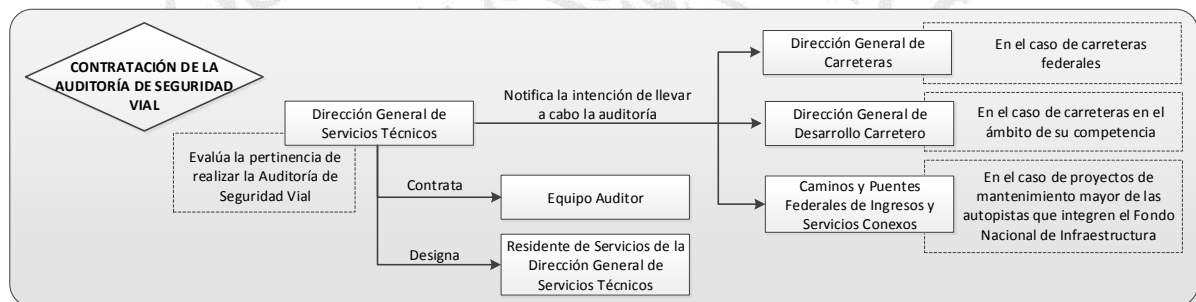 CONTRATACIÓN DE LA
AUDITORÍA DE SEGURIDAD
VIAL
Dirección General de
Servicios Técnicos
Evalúa la pertinencia de
realizar la Auditoría de
Seguridad Vial
Notifica la intención de llevar
a cabo la auditoría
Contrata
Equipo Auditor
Designa
Residente de Servicios de la
Dirección General de
Servicios Técnicos
Dirección General de
Carreteras
En el caso de carreteras
federales
Dirección General de
Desarrollo Carretero
En el caso de carreteras en el
ámbito de su competencia
Caminos y Puentes
Federales de Ingresos y
Servicios Conexos
En el caso de proyectos de
mantenimiento mayor de las
autopistas que integren el Fondo
Nacional de Infraestructura